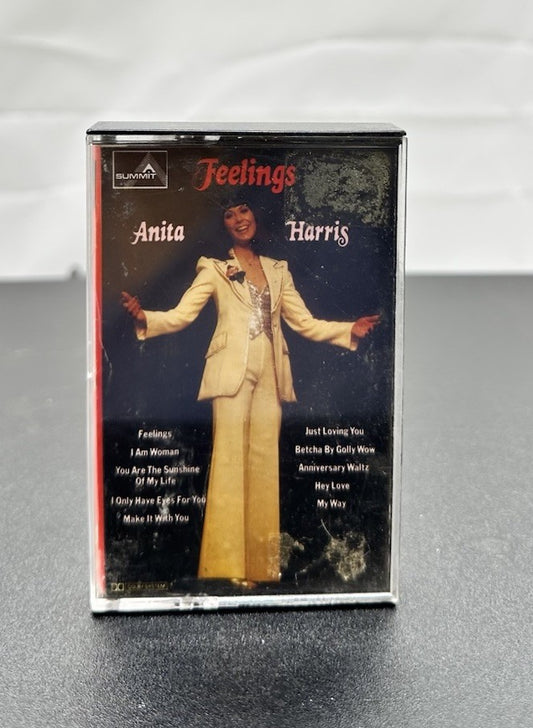 SUMMIT
Feelings
Anita Harris
Feelings
I Am Woman
You Are The Sunshine
Of My Life
I Only Have Eyes For You
Make It With You
Just Loving You
Betcha By Golly Wow
Anniversary Waltz
Hey Love
My Way